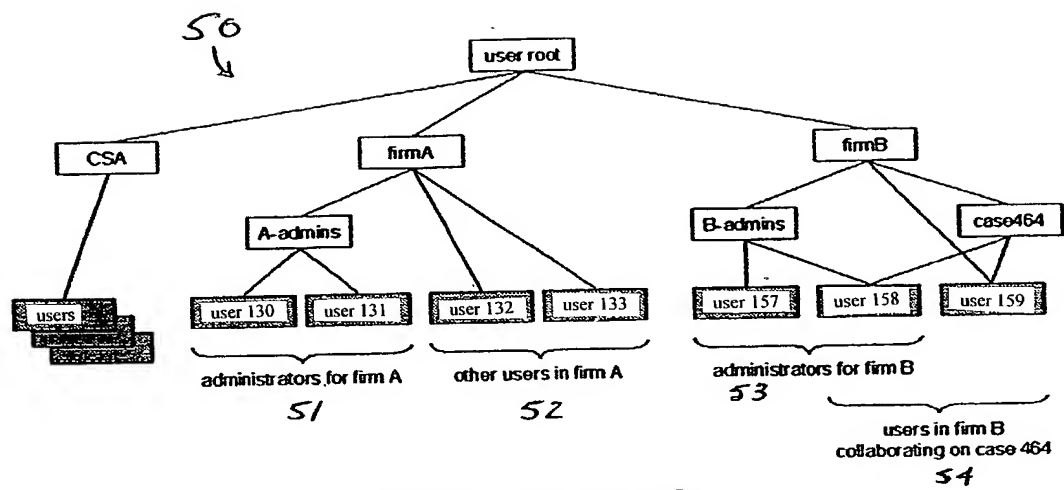 50
user root
CSA
firmA
firmB
A-admins
B-admins
case464
users
user 130
user 131
user 132
user 133
user 157
user 158
user 159
administrators for firm A
other users in firm A
administrators for firm B
51
52
53
users in firm B
collaborating on case 464
54